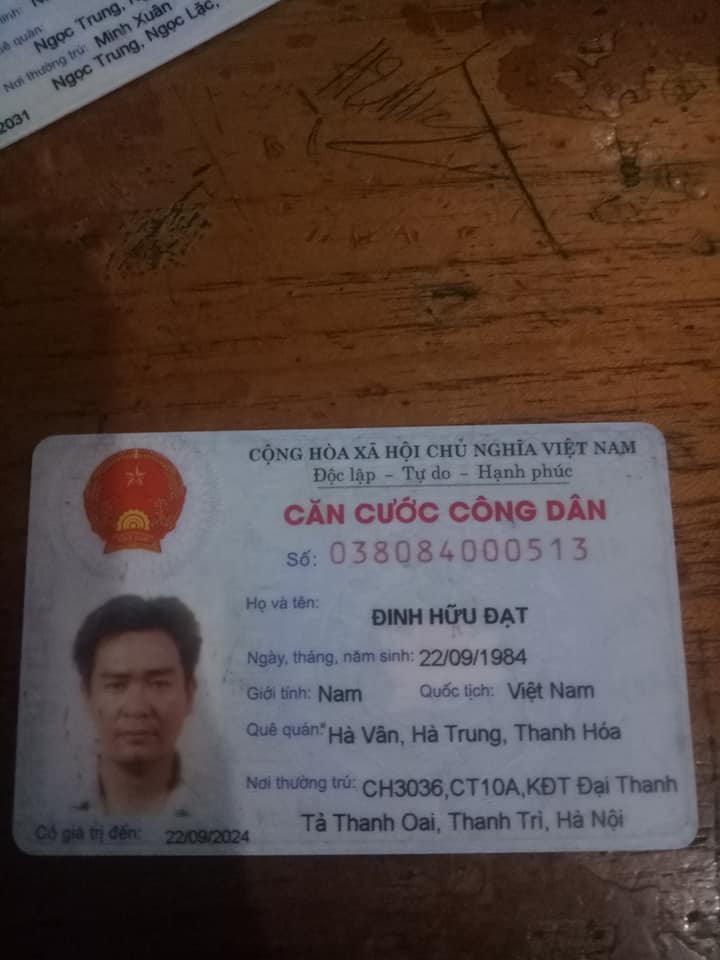 Ngọc Trung,
Nơi thường trú: Minh Xuân
Ngọc Trung, Ngọc Lặc,
2031
CỘNG HÒA XÃ HỘI CHỦ NGHĨA VIỆT NAM
Độc lập - Tự do - Hạnh phúc
CĂN CƯỚC CÔNG DÂN
Số: 038084000513
Họ và tên:
ĐINH HỮU ĐẠT
Ngày, tháng, năm sinh: 22/09/1984
Giới tính: Nam Quốc tịch: Việt Nam
Quê quán: Hà Vân, Hà Trung, Thanh Hóa
Nơi thường trú: CH3036,CT10A,KĐT Đại Thanh
Tả Thanh Oai, Thanh Trì, Hà Nội
Có giá trị đến: 22/09/2024